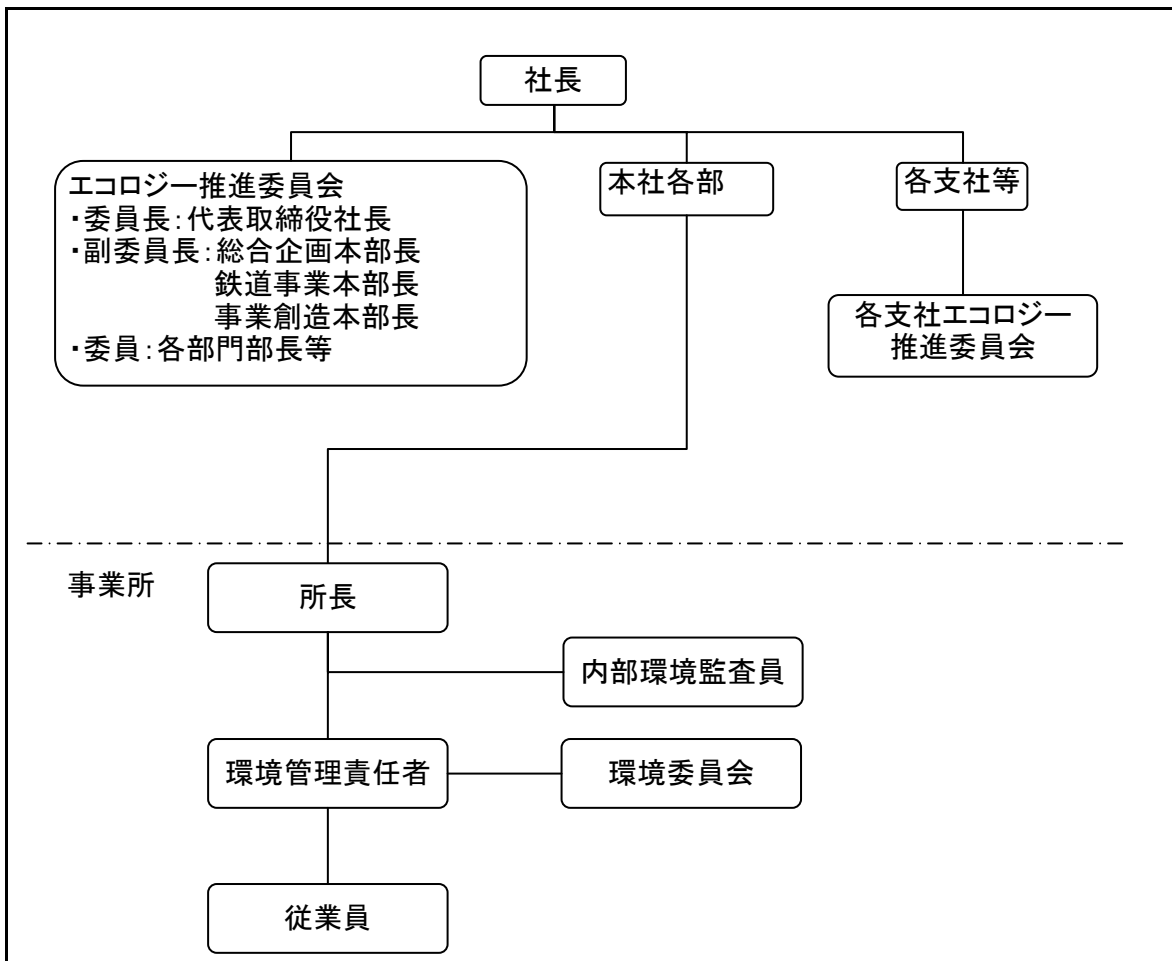 社長
エコロジー推進委員会
・委員長：代表取締役社長
・副委員長：総合企画本部長
鉄道事業本部長
事業創造本部長
・委員：各部門部長等
本社各部
各支社等
各支社エコロジー
推進委員会
事業所
所長
内部環境監査員
環境管理責任者
環境委員会
従業員